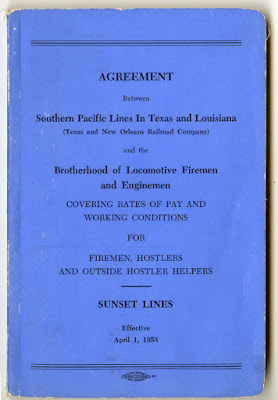 AGREEMENT
Between
Southern Pacific Lines In Texas and Louisiana
(Texas and New Orleans Railroad Company)
and the
Brotherhood of Locomotive Firemen
and Enginemen
COVERING RATES OF PAY AND
WORKING CONDITIONS
FOR
FIREMEN, HOSTLERS
AND OUTSIDE HOSTLER HELPERS
SUNSET LINES
Effective
April 1, 1953